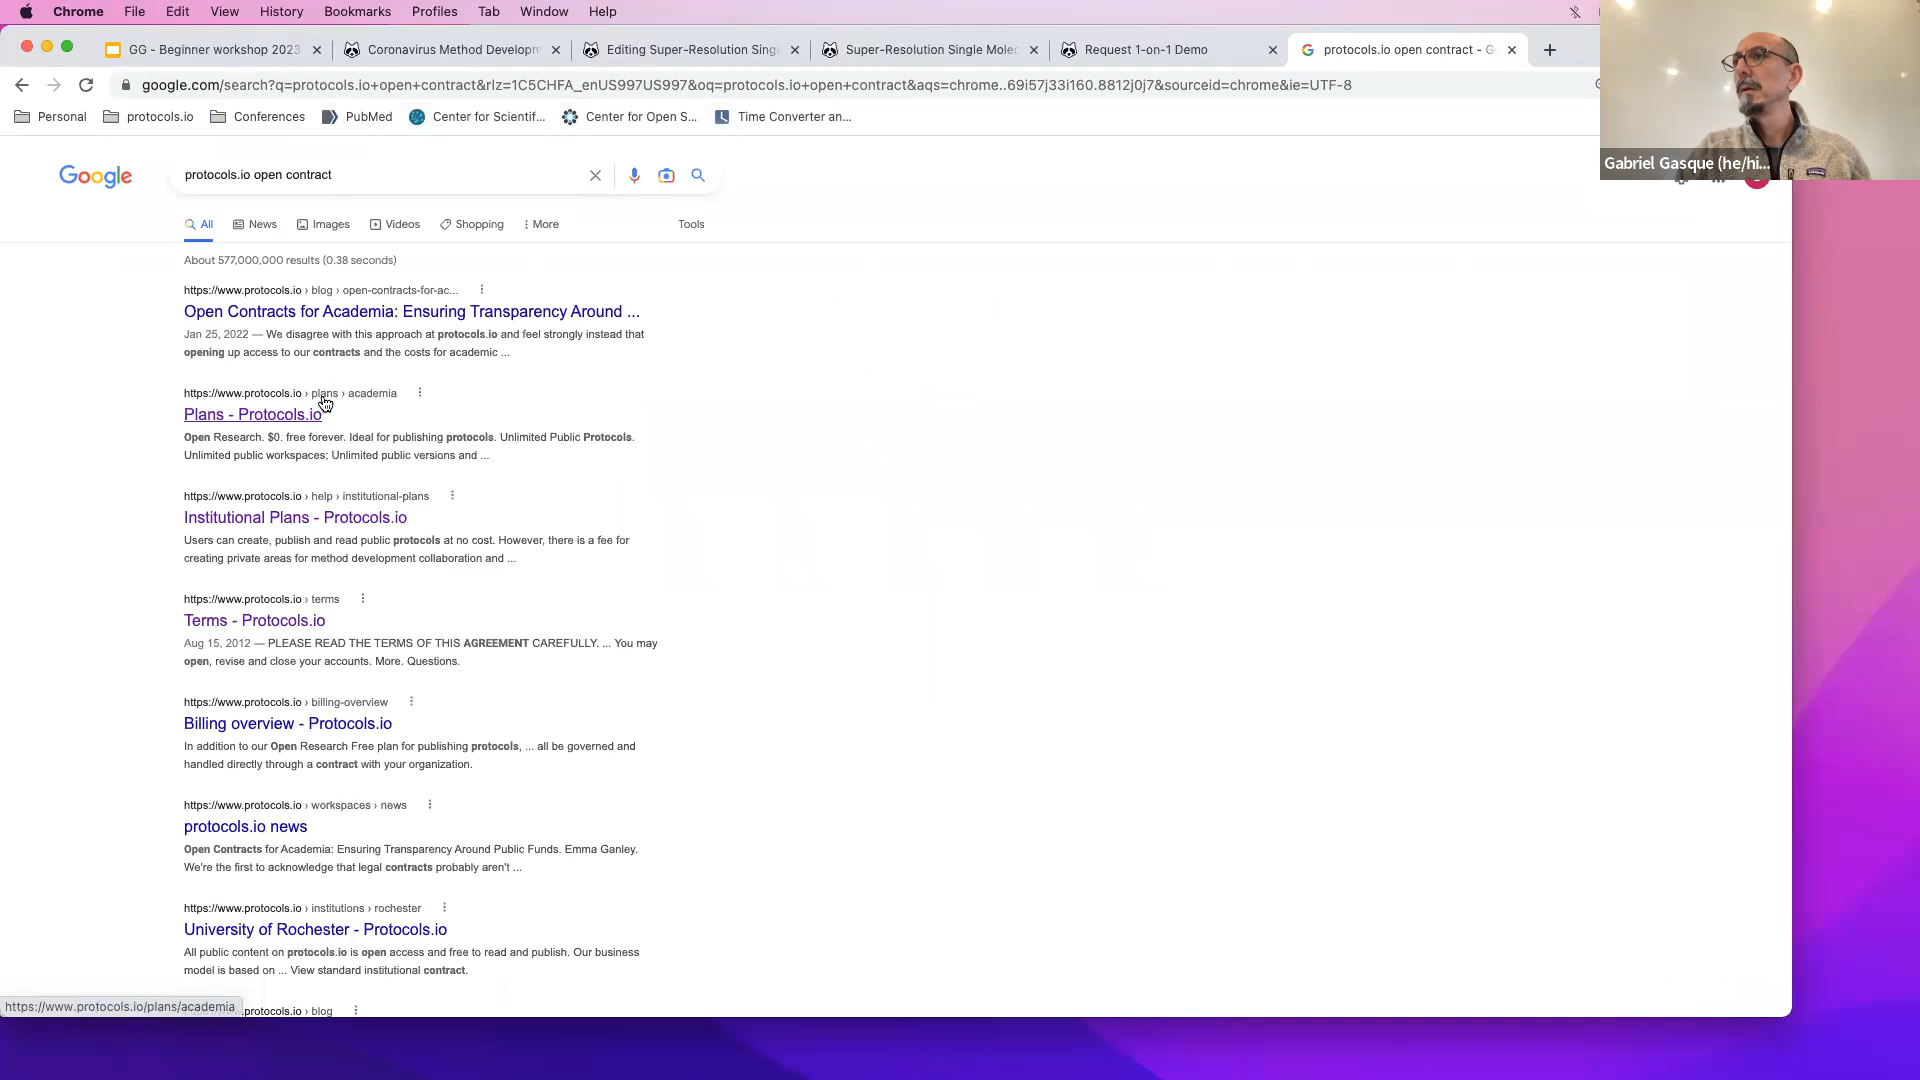 Chrome File Edit View History Bookmarks Profiles Tab Window Help
GG - Beginner workshop 2023 Coronavirus Method Developm Editing Super-Resolution Singl Super-Resolution Single Molec Request 1-on-1 Demo protocols.io open contract - G
google.com/search?q=protocols.io+open+contract&rlz=1C5CHFA_enUS997US997&oq=protocols.io+open+contract&aqs=chrome..69i57j33i160.8812j0j7&sourceid=chrome&ie=UTF-8
Personal protocols.io Conferences PubMed Center for Scientif... Center for Open S... Time Converter an...
Gabriel Gasque (he/hi...
Google protocols.io open contract
All News Images Videos Shopping More Tools
About 577,000,000 results (0.38 seconds)
https://www.protocols.io › blog › open-contracts-for-ac...
Open Contracts for Academia: Ensuring Transparency Around ...
Jan 25, 2022 — We disagree with this approach at protocols.io and feel strongly instead that
opening up access to our contracts and the costs for academic ...
https://www.protocols.io › plans › academia
Plans - Protocols.io
Open Research. $0. free forever. Ideal for publishing protocols. Unlimited Public Protocols.
Unlimited public workspaces; Unlimited public versions and ...
https://www.protocols.io › help › institutional-plans
Institutional Plans - Protocols.io
Users can create, publish and read public protocols at no cost. However, there is a fee for
creating private areas for method development collaboration and ...
https://www.protocols.io › terms
Terms - Protocols.io
Aug 15, 2012 — PLEASE READ THE TERMS OF THIS AGREEMENT CAREFULLY. ... You may
open, revise and close your accounts. More. Questions.
https://www.protocols.io › billing-overview
Billing overview - Protocols.io
In addition to our Open Research Free plan for publishing protocols, ... all be governed and
handled directly through a contract with your organization.
https://www.protocols.io › workspaces › news
protocols.io news
Open Contracts for Academia: Ensuring Transparency Around Public Funds. Emma Ganley.
We're the first to acknowledge that legal contracts probably aren't ...
https://www.protocols.io › institutions › rochester
University of Rochester - Protocols.io
All public content on protocols.io is open access and free to read and publish. Our business
model is based on ... View standard institutional contract.
https://www.protocols.io/plans/academia
protocols.io › blog